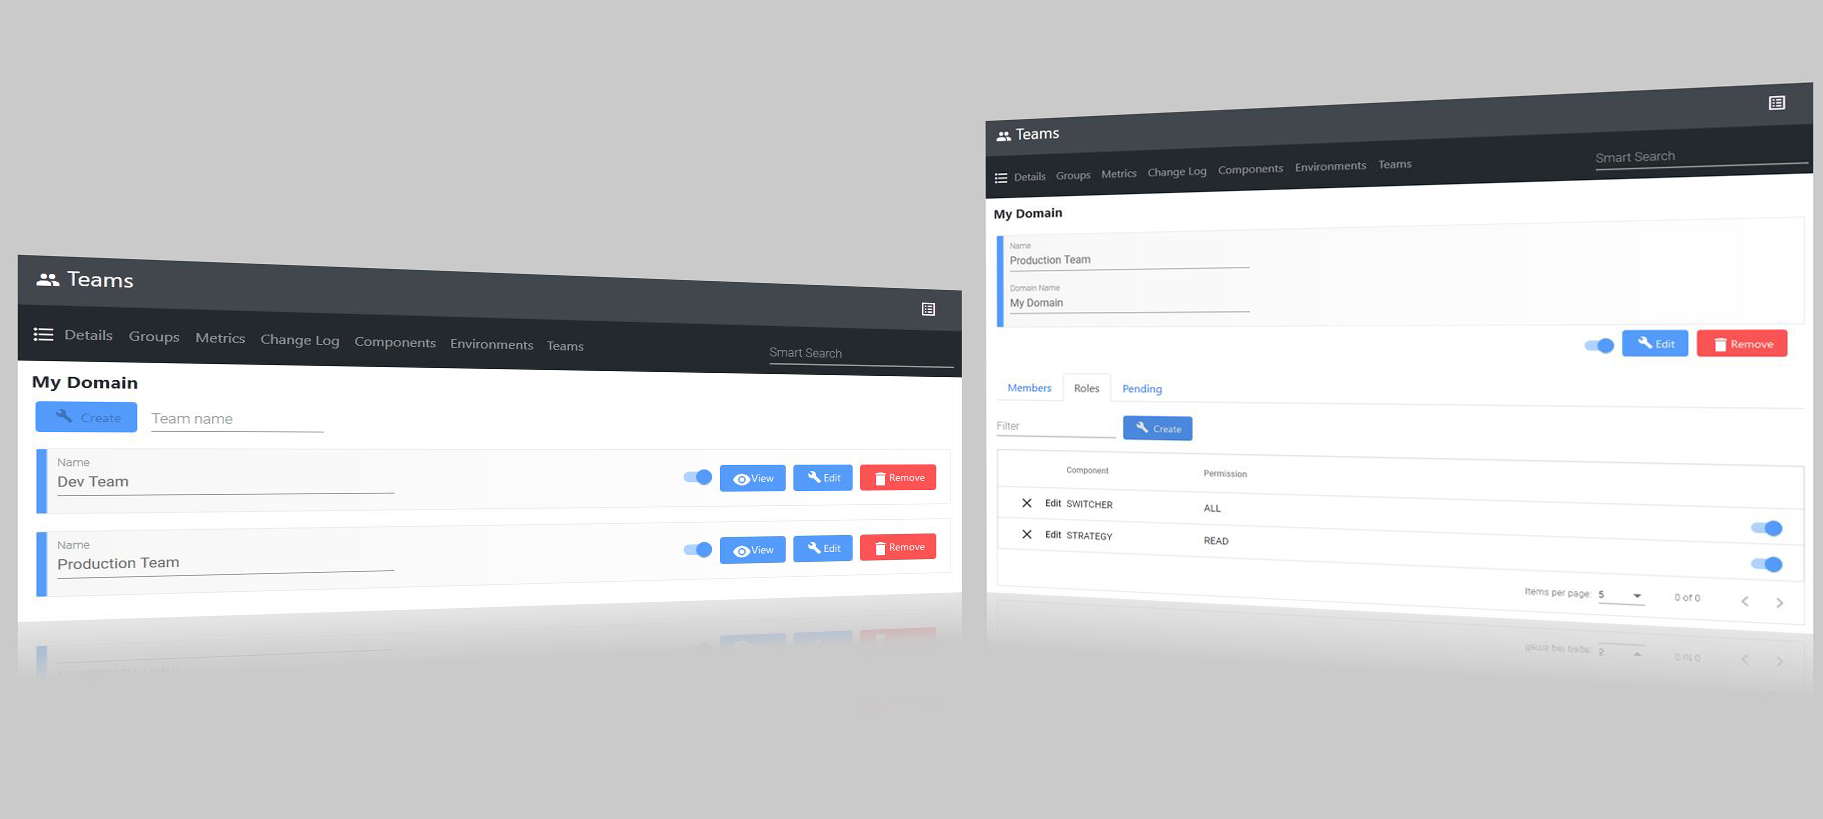 Teams
Details Groups Metrics Change Log Components Environments Teams
Smart Search
My Domain
Create Team name
Name
Dev Team
View Edit Remove
Name
Production Team
View Edit Remove
Teams
Details Groups Metrics Change Log Components Environments Teams
Smart Search
My Domain
Name
Production Team
Domain Name
My Domain
Edit Remove
Members Roles Pending
Filter Create
Component Permission
Edit SWITCHER ALL
Edit STRATEGY READ
Items per page: 5 0 of 0